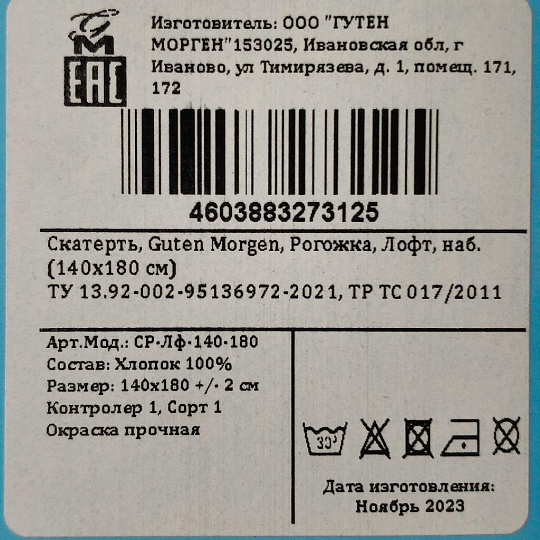 Изготовитель: ООО "ГУТЕН
МОРГЕН"153025, Ивановская обл, г
Иваново, ул Тимирязева, д. 1, помещ. 171,
172
ГМ
EAC
4603883273125
Скатерть, Guten Morgen, Рогожка, Лофт, наб.
(140х180 см)
ТУ 13.92-002-95136972-2021, ТР ТС 017/2011
Арт.Мод.: СР-Лф-140-180
Состав: Хлопок 100%
Размер: 140х180 +/- 2 см
Контролер 1, Сорт 1
Окраска прочная
30°
Дата изготовления:
Ноябрь 2023